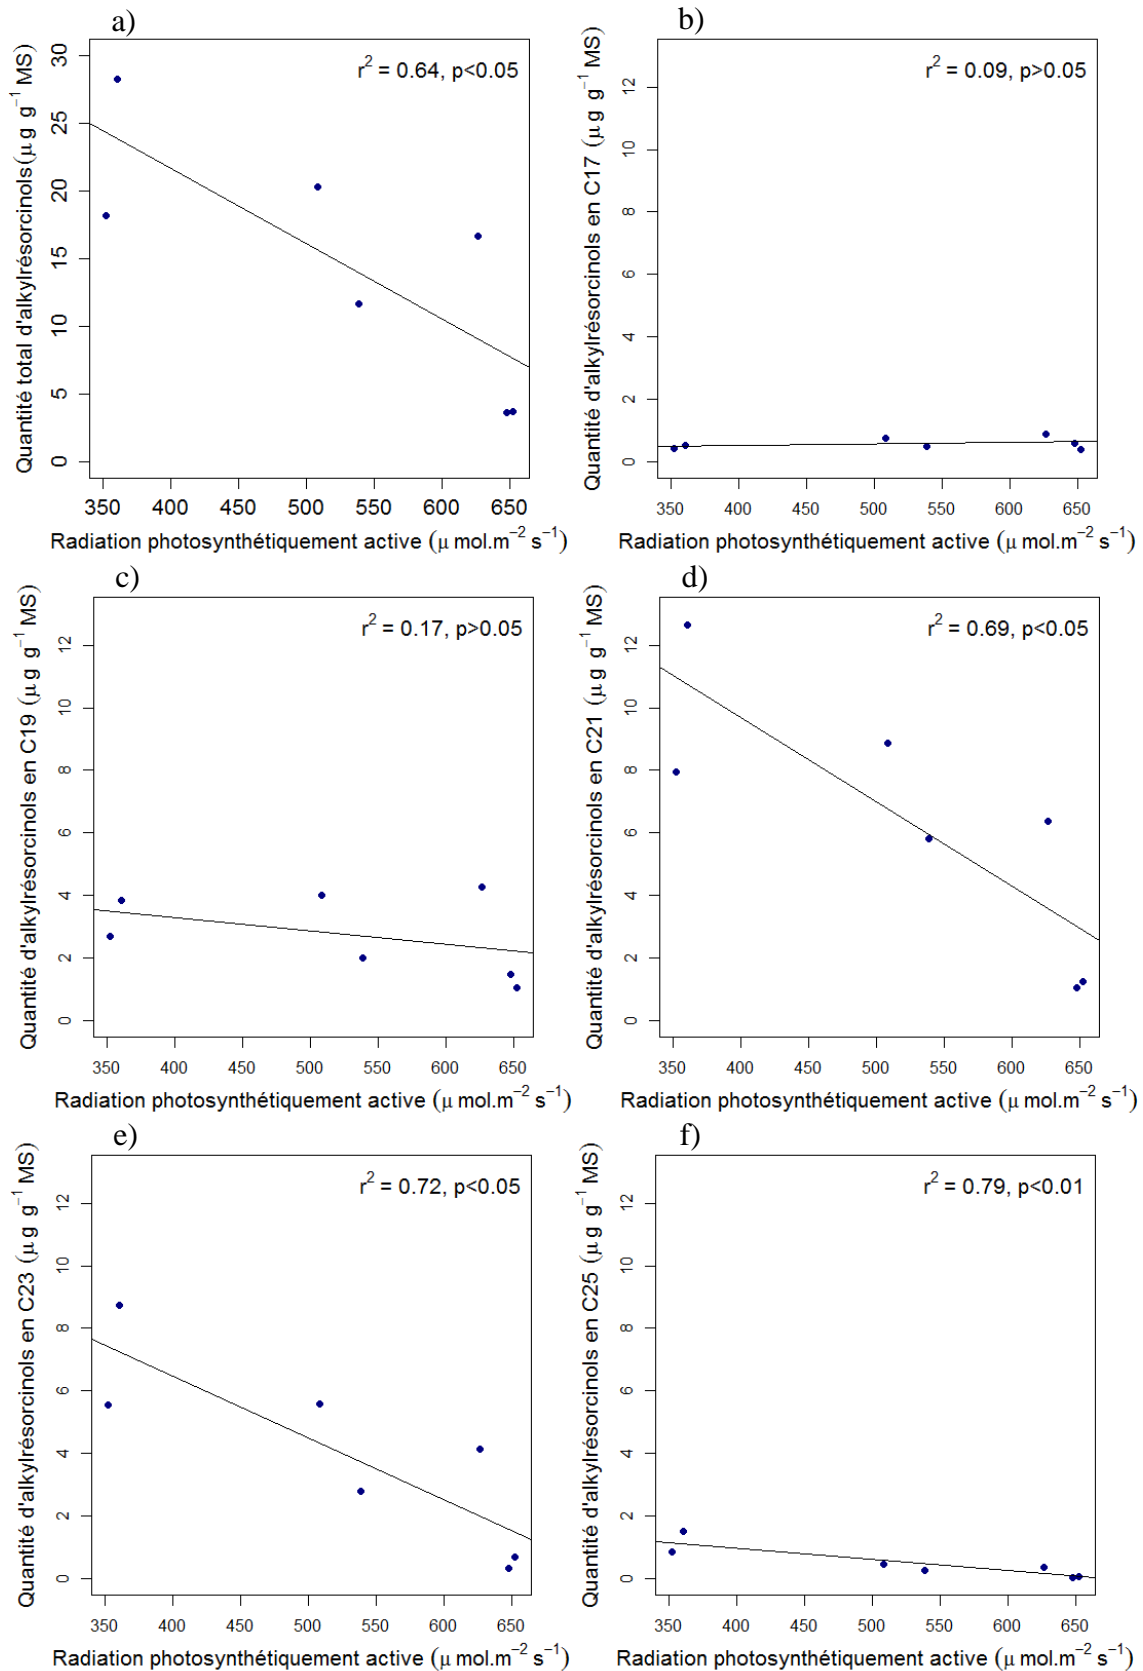 a)
r² = 0.64, p<0.05
Quantité total d'alkylrésorcinols (μg g⁻¹ MS)
0 5 10 15 20 25 30
350 400 450 500 550 600 650
Radiation photosynthétiquement active (μ mol.m⁻² s⁻¹)
b)
r² = 0.09, p>0.05
Quantité d'alkylrésorcinols en C17 (μg g⁻¹ MS)
0 2 4 6 8 10 12
350 400 450 500 550 600 650
Radiation photosynthétiquement active (μ mol.m⁻² s⁻¹)
c)
r² = 0.17, p>0.05
Quantité d'alkylrésorcinols en C19 (μg g⁻¹ MS)
0 2 4 6 8 10 12
350 400 450 500 550 600 650
Radiation photosynthétiquement active (μ mol.m⁻² s⁻¹)
d)
r² = 0.69, p<0.05
Quantité d'alkylrésorcinols en C21 (μg g⁻¹ MS)
0 2 4 6 8 10 12
350 400 450 500 550 600 650
Radiation photosynthétiquement active (μ mol.m⁻² s⁻¹)
e)
r² = 0.72, p<0.05
Quantité d'alkylrésorcinols en C23 (μg g⁻¹ MS)
0 2 4 6 8 10 12
350 400 450 500 550 600 650
Radiation photosynthétiquement active (μ mol.m⁻² s⁻¹)
f)
r² = 0.79, p<0.01
Quantité d'alkylrésorcinols en C25 (μg g⁻¹ MS)
0 2 4 6 8 10 12
350 400 450 500 550 600 650
Radiation photosynthétiquement active (μ mol.m⁻² s⁻¹)